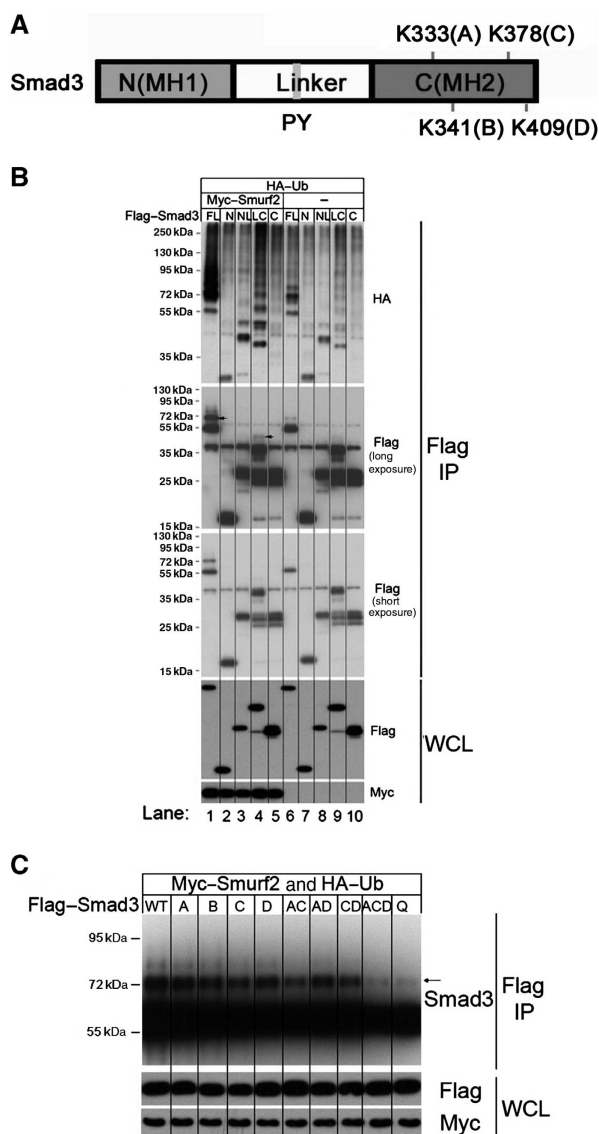 A
K333(A) K378(C)
Smad3 N(MH1) Linker C(MH2)
PY K341(B) K409(D)
B
HA–Ub
Myc–Smurf2 –
Flag–Smad3 FL N NL LC C FL N NL LC C
250 kDa
130 kDa
95 kDa
72 kDa
55 kDa
35 kDa
HA
130 kDa
95 kDa
72 kDa
55 kDa
35 kDa
25 kDa
15 kDa
Flag
(long
exposure)
130 kDa
95 kDa
72 kDa
55 kDa
35 kDa
25 kDa
15 kDa
Flag
(short
exposure)
Flag
IP
Flag
Myc
WCL
Lane: 1 2 3 4 5 6 7 8 9 10
C
Myc–Smurf2 and HA–Ub
Flag–Smad3 WT A B C D AC AD CD ACD Q
95 kDa
72 kDa
55 kDa
Smad3
Flag
IP
Flag
Myc
WCL